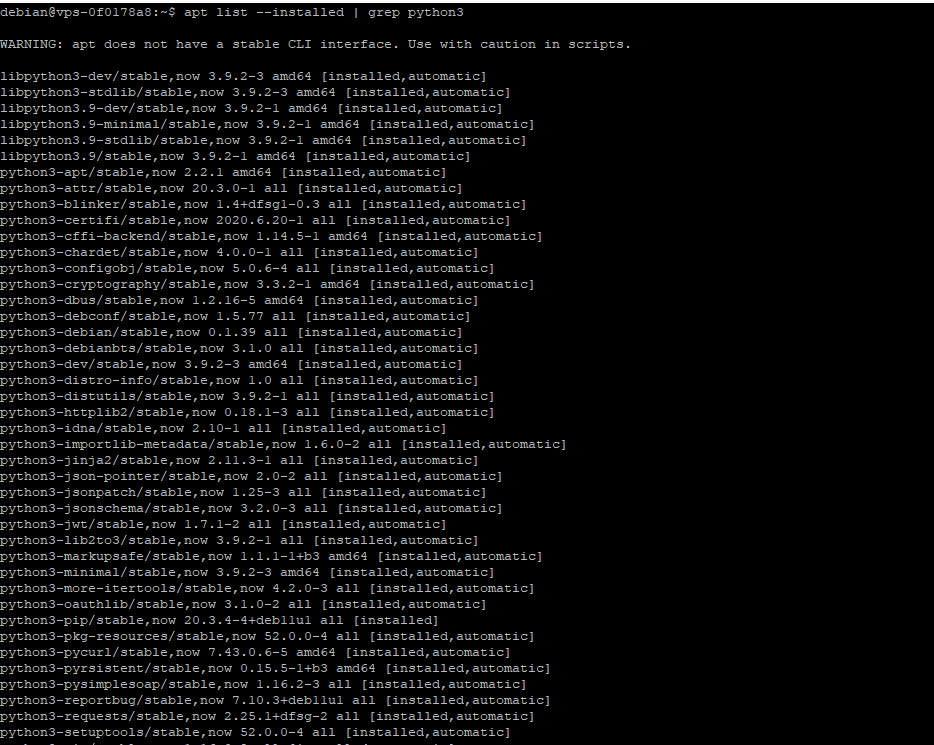 debian@vps-0f0178a8:~$ apt list --installed | grep python3
WARNING: apt does not have a stable CLI interface. Use with caution in scripts.
libpython3-dev/stable,now 3.9.2-3 amd64 [installed,automatic]
libpython3-stdlib/stable,now 3.9.2-3 amd64 [installed,automatic]
libpython3.9-dev/stable,now 3.9.2-1 amd64 [installed,automatic]
libpython3.9-minimal/stable,now 3.9.2-1 amd64 [installed,automatic]
libpython3.9-stdlib/stable,now 3.9.2-1 amd64 [installed,automatic]
libpython3.9/stable,now 3.9.2-1 amd64 [installed,automatic]
python3-apt/stable,now 2.2.1 amd64 [installed,automatic]
python3-attr/stable,now 20.3.0-1 all [installed,automatic]
python3-blinker/stable,now 1.4+dfsg1-0.3 all [installed,automatic]
python3-certifi/stable,now 2020.6.20-1 all [installed,automatic]
python3-cffi-backend/stable,now 1.14.5-1 amd64 [installed,automatic]
python3-chardet/stable,now 4.0.0-1 all [installed,automatic]
python3-configobj/stable,now 5.0.6-4 all [installed,automatic]
python3-cryptography/stable,now 3.3.2-1 amd64 [installed,automatic]
python3-dbus/stable,now 1.2.16-5 amd64 [installed,automatic]
python3-debconf/stable,now 1.5.77 all [installed,automatic]
python3-debian/stable,now 0.1.39 all [installed,automatic]
python3-debianbts/stable,now 3.1.0 all [installed,automatic]
python3-dev/stable,now 3.9.2-3 amd64 [installed,automatic]
python3-distro-info/stable,now 1.0 all [installed,automatic]
python3-distutils/stable,now 3.9.2-1 all [installed,automatic]
python3-httplib2/stable,now 0.18.1-3 all [installed,automatic]
python3-idna/stable,now 2.10-1 all [installed,automatic]
python3-importlib-metadata/stable,now 1.6.0-2 all [installed,automatic]
python3-jinja2/stable,now 2.11.3-1 all [installed,automatic]
python3-json-pointer/stable,now 2.0-2 all [installed,automatic]
python3-jsonpatch/stable,now 1.25-3 all [installed,automatic]
python3-jsonschema/stable,now 3.2.0-3 all [installed,automatic]
python3-jwt/stable,now 1.7.1-2 all [installed,automatic]
python3-lib2to3/stable,now 3.9.2-1 all [installed,automatic]
python3-markupsafe/stable,now 1.1.1-1+b3 amd64 [installed,automatic]
python3-minimal/stable,now 3.9.2-3 amd64 [installed,automatic]
python3-more-itertools/stable,now 4.2.0-3 all [installed,automatic]
python3-oauthlib/stable,now 3.1.0-2 all [installed,automatic]
python3-pip/stable,now 20.3.4-4+deb11u1 all [installed]
python3-pkg-resources/stable,now 52.0.0-4 all [installed,automatic]
python3-pycurl/stable,now 7.43.0.6-5 amd64 [installed,automatic]
python3-pyrsistent/stable,now 0.15.5-1+b3 amd64 [installed,automatic]
python3-pysimplesoap/stable,now 1.16.2-3 all [installed,automatic]
python3-reportbug/stable,now 7.10.3+deb11u1 all [installed,automatic]
python3-requests/stable,now 2.25.1+dfsg-2 all [installed,automatic]
python3-setuptools/stable,now 52.0.0-4 all [installed,automatic]